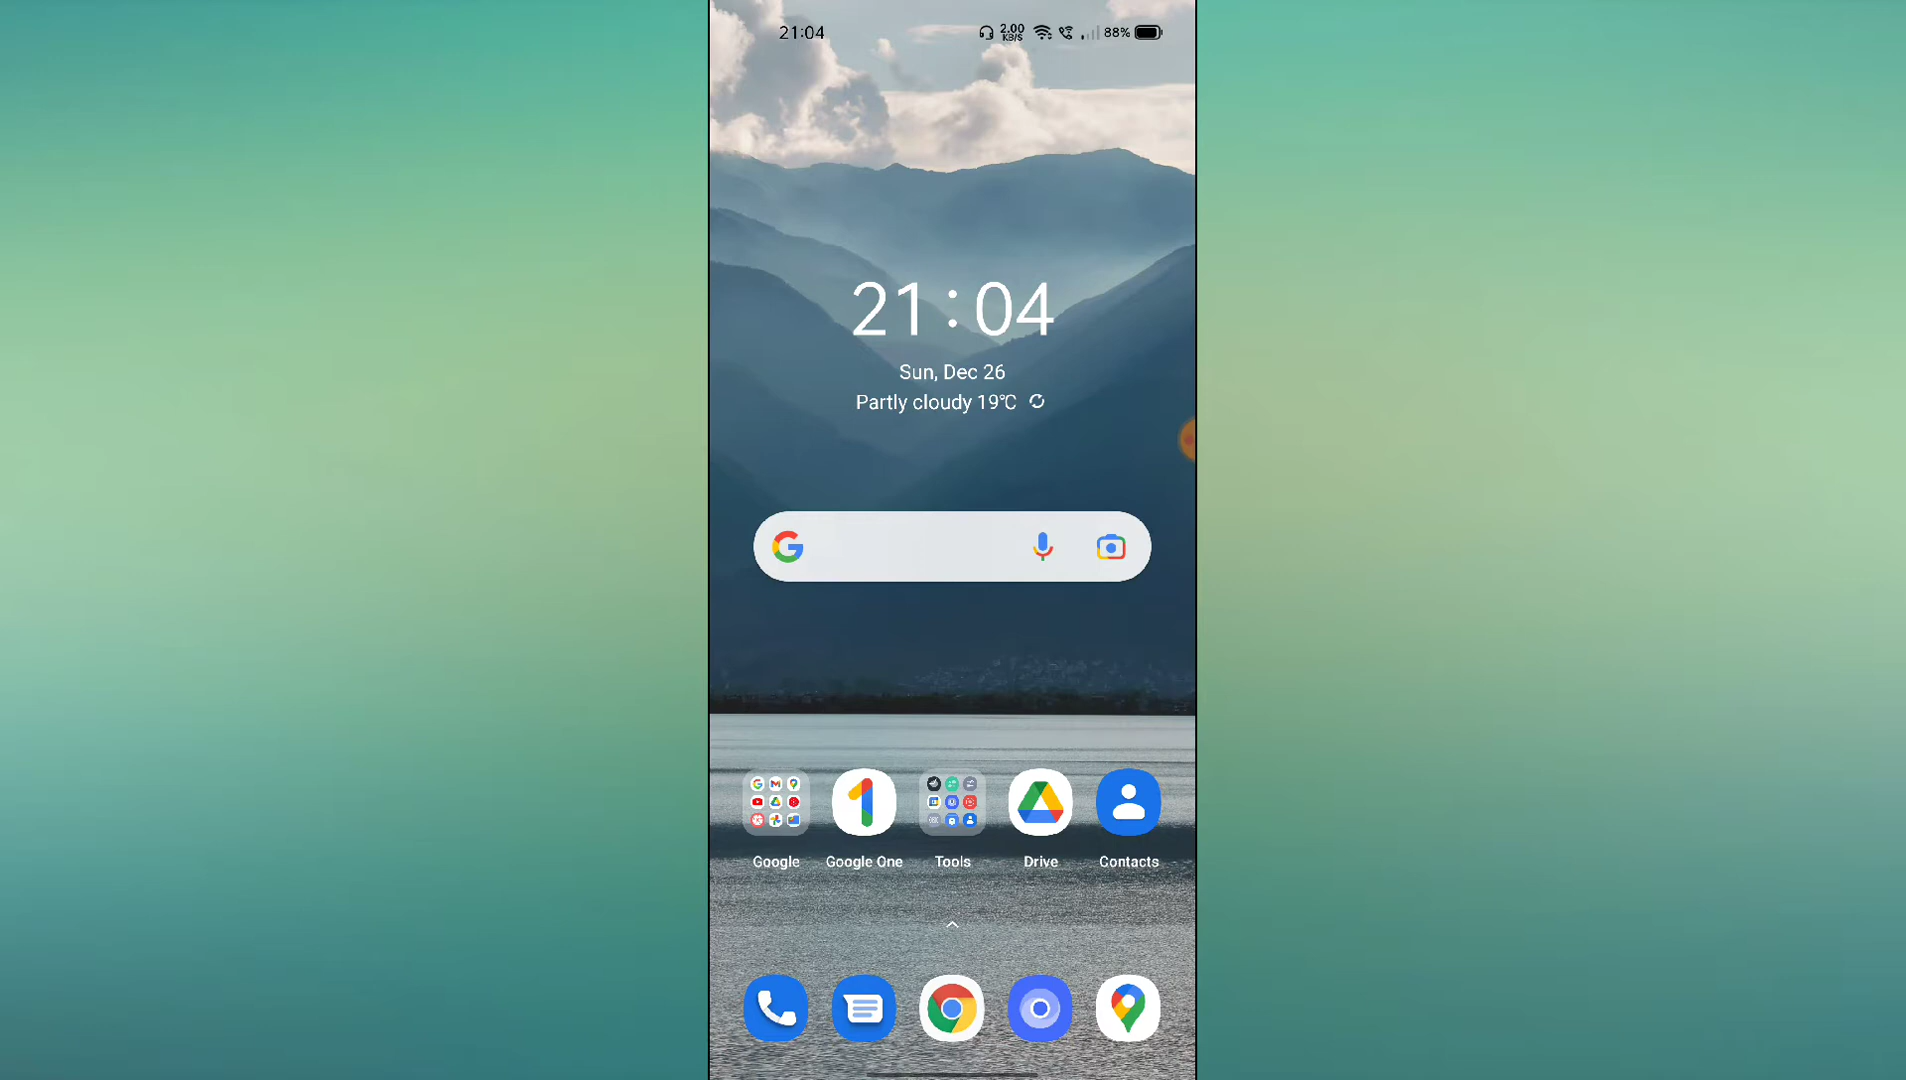 21:04
2.00
KB/S
88%
21:04
Sun, Dec 26
Partly cloudy 19℃
Google
Google One
Tools
Drive
Contacts